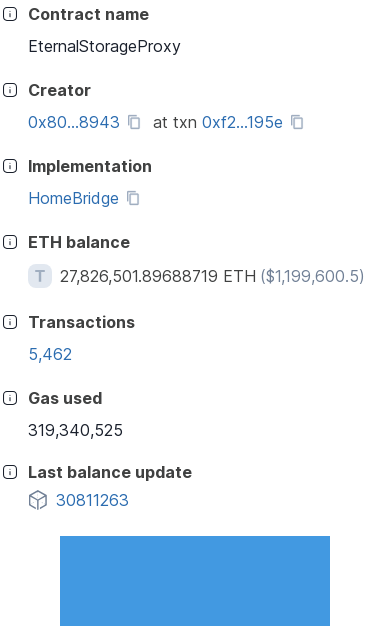 Contract name
EternalStorageProxy
Creator
0x80...8943 at txn 0xf2...195e
Implementation
HomeBridge
ETH balance
T 27,826,501.89688719 ETH ($1,199,600.5)
Transactions
5,462
Gas used
319,340,525
Last balance update
30811263